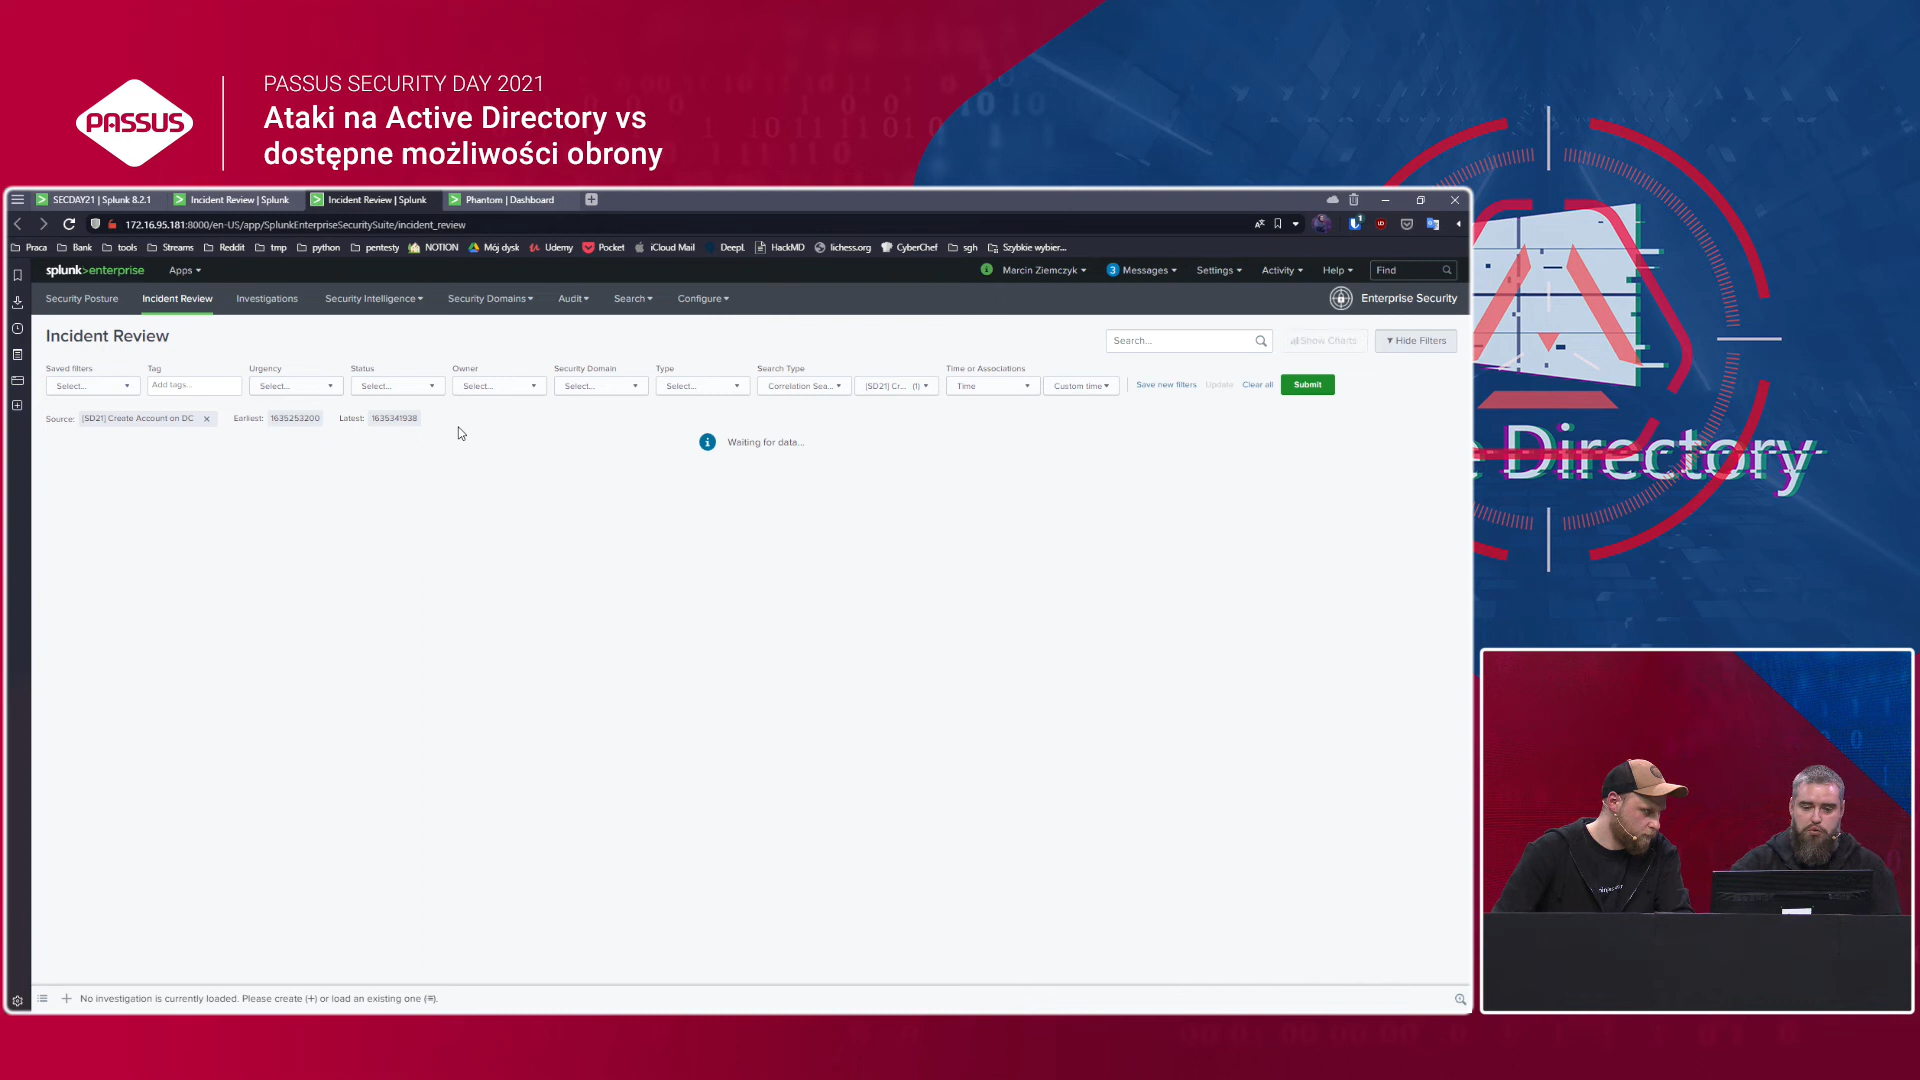 PASSUS
PASSUS SECURITY DAY 2021
Ataki na Active Directory vs
dostępne możliwości obrony
SECDAY21 | Splunk 8.2.1
Incident Review | Splunk
Incident Review | Splunk
Phantom | Dashboard
172.16.95.181:8000/en-US/app/SplunkEnterpriseSecuritySuite/incident_review
Praca
Bank
tools
Streams
Reddit
tmp
python
pentesty
NOTION
Mój dysk
Udemy
Pocket
iCloud Mail
DeepL
HackMD
lichess.org
CyberChef
sgh
Szybkie wybier...
splunk>enterprise
Apps
Marcin Ziemczyk
3 Messages
Settings
Activity
Help
Find
Security Posture
Incident Review
Investigations
Security Intelligence
Security Domains
Audit
Search
Configure
Enterprise Security
Incident Review
Search...
Show Charts
Hide Filters
Saved filters
Tag
Urgency
Status
Owner
Security Domain
Type
Search Type
Time or Associations
Select...
Add tags...
Select...
Select...
Select...
Select...
Select...
Correlation Sea...
[SD21] Cr... (1)
Time
Custom time
Save new filters
Update
Clear all
Submit
Source: [SD21] Create Account on DC
Earliest: 1635253200
Latest: 1635341938
Waiting for data...
No investigation is currently loaded. Please create (+) or load an existing one (≡).
Directory